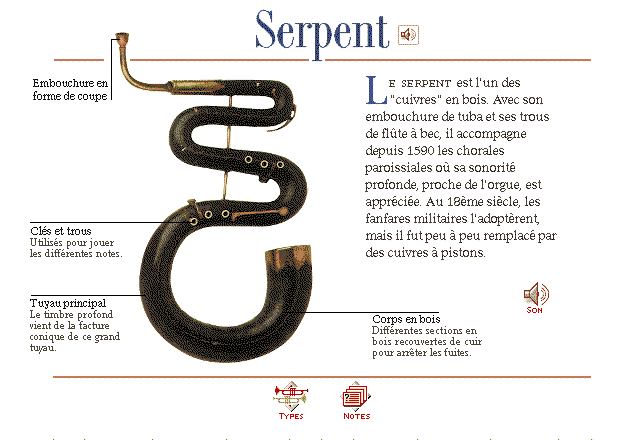 Serpent
Embouchure en
forme de coupe
LE SERPENT est l'un des
"cuivres" en bois. Avec son
embouchure de tuba et ses trous
de flûte à bec, il accompagne
depuis 1590 les chorales
paroissiales où sa sonorité
profonde, proche de l'orgue, est
appréciée. Au 18ème siècle, les
fanfares militaires l'adoptèrent,
mais il fut peu à peu remplacé par
des cuivres à pistons.
Clés et trous
Utilisés pour jouer
les différentes notes.
Tuyau principal
Le timbre profond
vient de la facture
conique de ce grand
tuyau.
Corps en bois
Différentes sections en
bois recouvertes de cuir
pour arrêter les fuites.
SON
TYPES
NOTES